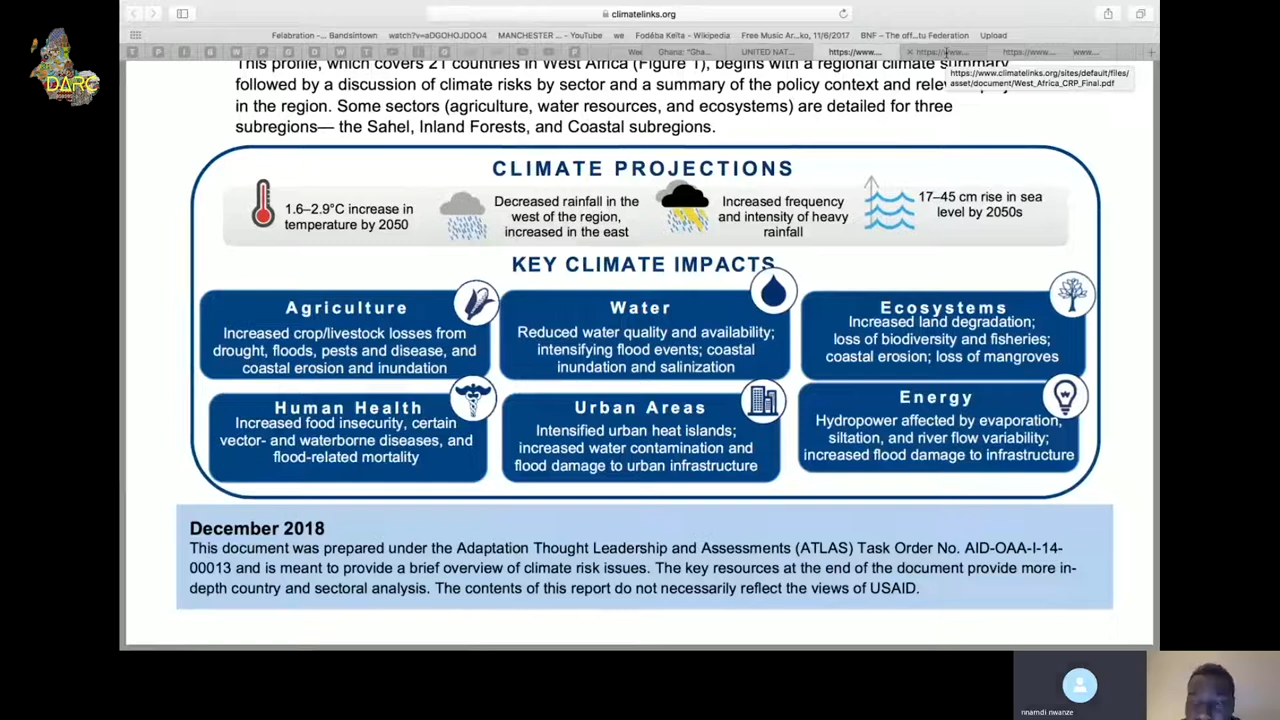 climatelinks.org
Felabration -... Bandsintown watch?v=aDGOHOJDOO4 MANCHESTER ... - YouTube we Fodéba Keïta - Wikipedia Free Music Ar...ko, 11/6/2017 BNF – The off...tu Federation Upload
T P I G W P W T P Wee Ghana: "Gha... UNITED NAT... https://www.... https://www.... https://www.... www....
https://www.climatelinks.org/sites/default/files/
asset/document/West_Africa_CRP_Final.pdf
DARC
This profile, which covers 21 countries in West Africa (Figure 1), begins with a regional climate summary
followed by a discussion of climate risks by sector and a summary of the policy context and
in the region. Some sectors (agriculture, water resources, and ecosystems) are detailed for three
subregions— the Sahel, Inland Forests, and Coastal subregions.
CLIMATE PROJECTIONS
1.6–2.9°C increase in
temperature by 2050
Decreased rainfall in the
west of the region,
increased in the east
Increased frequency
and intensity of heavy
rainfall
17–45 cm rise in sea
level by 2050s
KEY CLIMATE IMPACTS
Agriculture
Increased crop/livestock losses from
drought, floods, pests and disease, and
coastal erosion and inundation
Water
Reduced water quality and availability;
intensifying flood events; coastal
inundation and salinization
Ecosystems
Increased land degradation;
loss of biodiversity and fisheries;
coastal erosion; loss of mangroves
Human Health
Increased food insecurity, certain
vector- and waterborne diseases, and
flood-related mortality
Urban Areas
Intensified urban heat islands;
increased water contamination and
flood damage to urban infrastructure
Energy
Hydropower affected by evaporation,
siltation, and river flow variability;
increased flood damage to infrastructure
December 2018
This document was prepared under the Adaptation Thought Leadership and Assessments (ATLAS) Task Order No. AID-OAA-I-14-
00013 and is meant to provide a brief overview of climate risk issues. The key resources at the end of the document provide more in-
depth country and sectoral analysis. The contents of this report do not necessarily reflect the views of USAID.
nnamdi nwanze